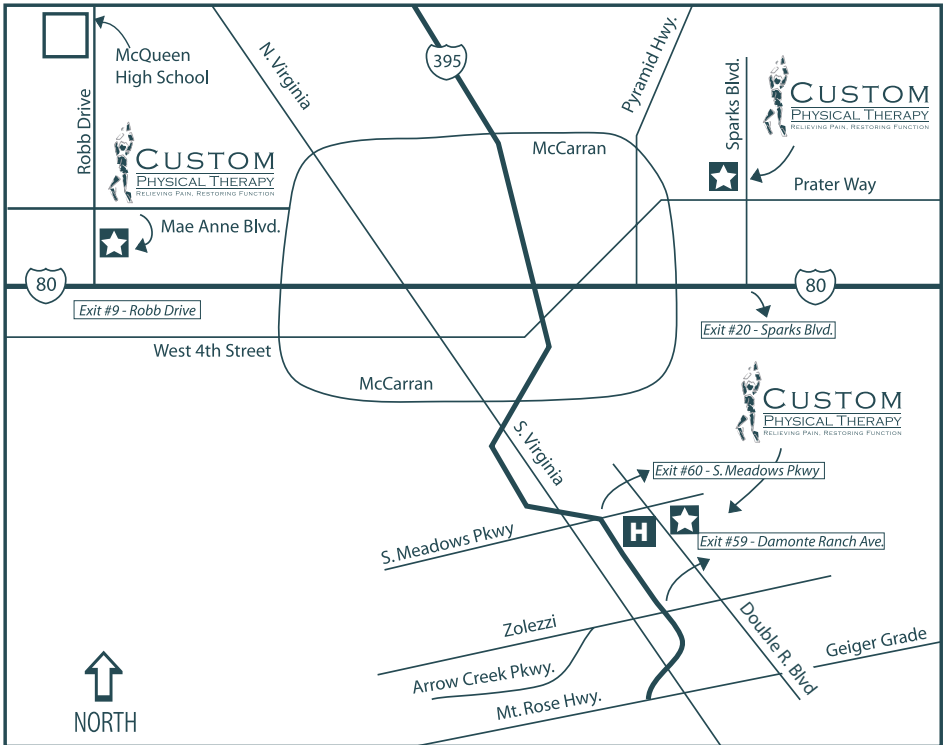 McQueen
High School
Robb Drive
N. Virginia
395
Pyramid Hwy.
Sparks Blvd.
CUSTOM
PHYSICAL THERAPY
RELIEVING PAIN. RESTORING FUNCTION
McCarran
CUSTOM
PHYSICAL THERAPY
RELIEVING PAIN. RESTORING FUNCTION
Prater Way
Mae Anne Blvd.
80
80
Exit #9 - Robb Drive
Exit #20 - Sparks Blvd.
West 4th Street
McCarran
CUSTOM
PHYSICAL THERAPY
RELIEVING PAIN. RESTORING FUNCTION
S. Virginia
Exit #60 - S. Meadows Pkwy
S. Meadows Pkwy
H
Exit #59 - Damonte Ranch Ave.
Zolezzi
Double R. Blvd
Geiger Grade
Arrow Creek Pkwy.
Mt. Rose Hwy.
NORTH